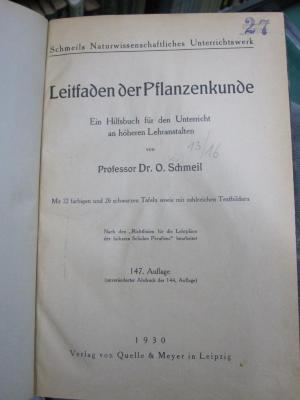 27
Schmeils Naturwissenschaftliches Unterrichtswerk
Leitfaden der Pflanzenkunde
Ein Hilfsbuch für den Unterricht
an höheren Lehranstalten
von
13/16
Professor Dr. O. Schmeil
Mit 32 farbigen und 26 schwarzen Tafeln sowie mit zahlreichen Textbildern
Nach den „Richtlinien für die Lehrpläne
der höheren Schulen Preußens“ bearbeitet
147. Auflage
(unveränderter Abdruck der 144. Auflage)
1930
Verlag von Quelle & Meyer in Leipzig